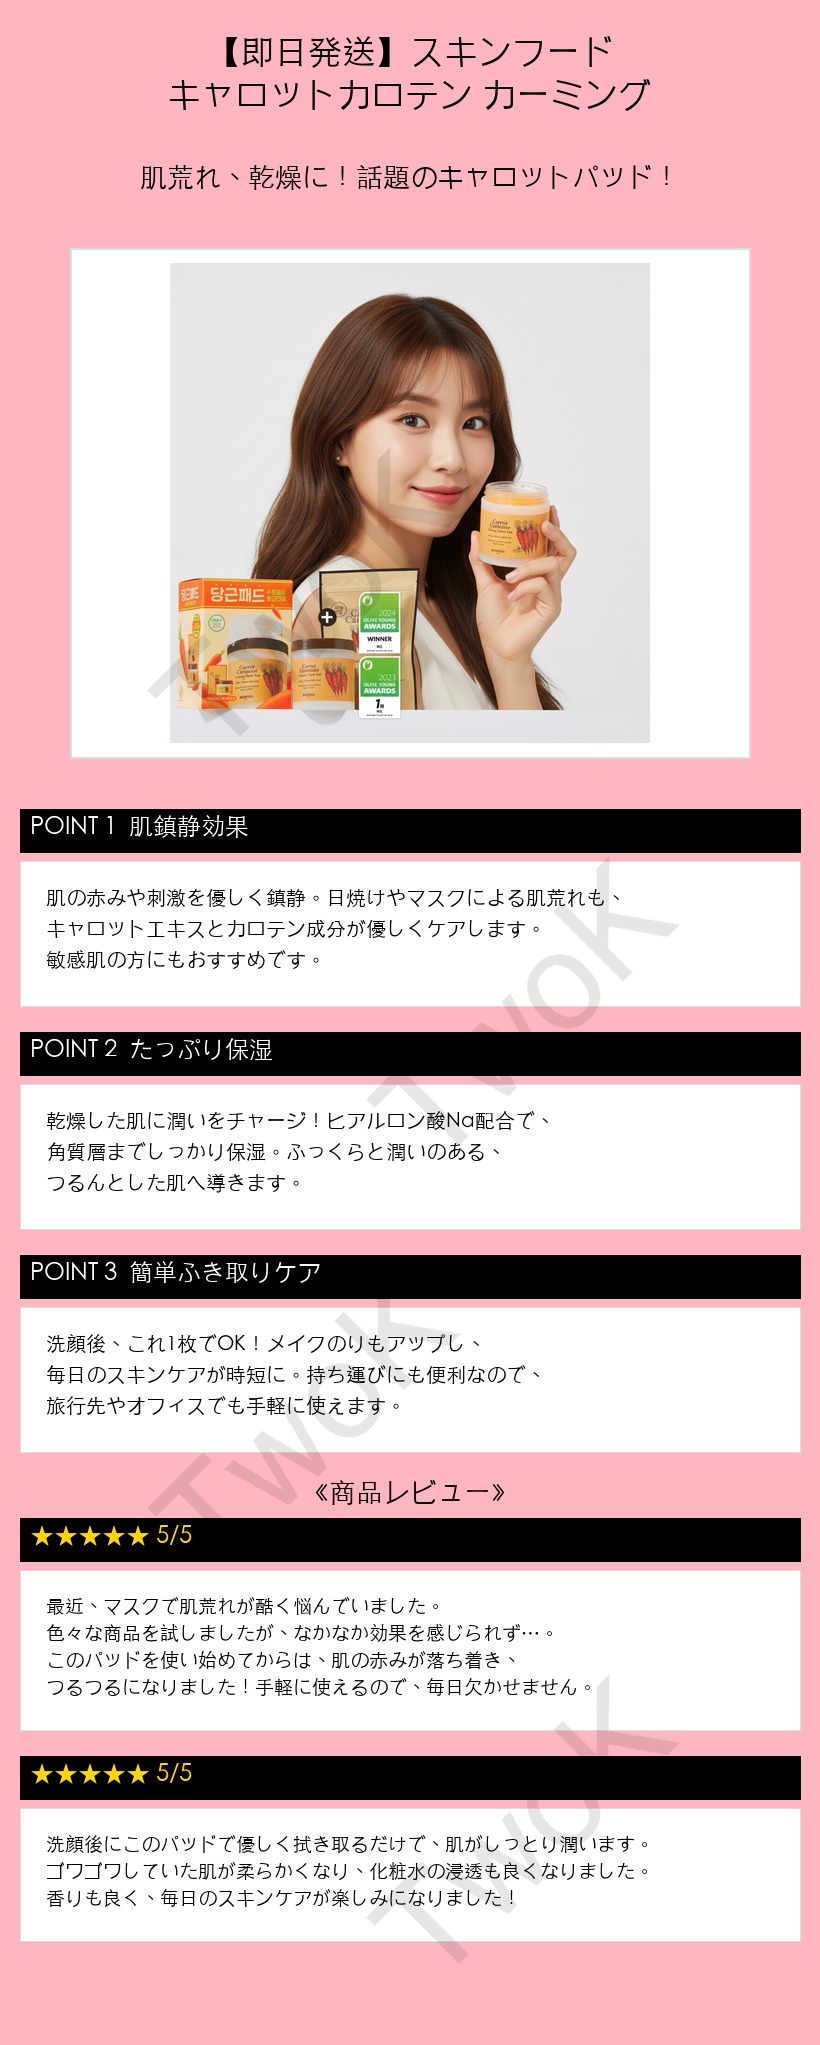 【即日発送】スキンフード
キャロットカロテン カーミング
肌荒れ、乾燥に！話題のキャロットパッド！
Carrot
Carotene
당근패드
Carrot
Carotene
Carrot
Carotene
+
2024
OLIVE YOUNG
AWARDS
WINNER
2023
OLIVE YOUNG
AWARDS
TwoK
POINT 1 肌鎮静効果
肌の赤みや刺激を優しく鎮静。日焼けやマスクによる肌荒れも、
キャロットエキスとカロテン成分が優しくケアします。
敏感肌の方にもおすすめです。
TwoK
POINT 2 たっぷり保湿
乾燥した肌に潤いをチャージ！ヒアルロン酸Na配合で、
角質層までしっかり保湿。ふっくらと潤いのある、
つるんとした肌へ導きます。
POINT 3 簡単ふき取りケア
洗顔後、これ1枚でOK！メイクのりもアップし、
毎日のスキンケアが時短に。持ち運びにも便利なので、
旅行先やオフィスでも手軽に使えます。
TwoK
《商品レビュー》
★★★★★ 5/5
最近、マスクで肌荒れが酷く悩んでいました。
色々な商品を試しましたが、なかなか効果を感じられず…。
このパッドを使い始めてからは、肌の赤みが落ち着き、
つるつるになりました！手軽に使えるので、毎日欠かせません。
★★★★★ 5/5
洗顔後にこのパッドで優しく拭き取るだけで、肌がしっとり潤います。
ゴワゴワしていた肌が柔らかくなり、化粧水の浸透も良くなりました。
香りも良く、毎日のスキンケアが楽しみになりました！
TwoK